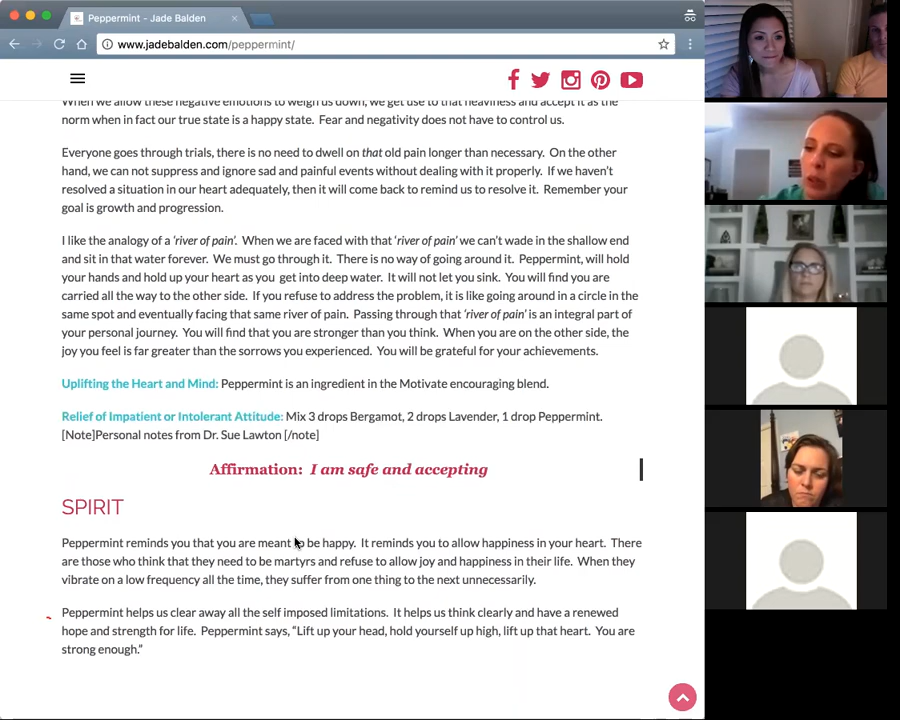 Peppermint - Jade Balden
www.jadebalden.com/peppermint/
When we allow these negative emotions to weigh us down, we get use to that heaviness and accept it as the
norm when in fact our true state is a happy state. Fear and negativity does not have to control us.
Everyone goes through trials, there is no need to dwell on that old pain longer than necessary. On the other
hand, we can not suppress and ignore sad and painful events without dealing with it properly. If we haven't
resolved a situation in our heart adequately, then it will come back to remind us to resolve it. Remember your
goal is growth and progression.
I like the analogy of a 'river of pain'. When we are faced with that 'river of pain' we can't wade in the shallow end
and sit in that water forever. We must go through it. There is no way of going around it. Peppermint, will hold
your hands and hold up your heart as you get into deep water. It will not let you sink. You will find you are
carried all the way to the other side. If you refuse to address the problem, it is like going around in a circle in the
same spot and eventually facing that same river of pain. Passing through that 'river of pain' is an integral part of
your personal journey. You will find that you are stronger than you think. When you are on the other side, the
joy you feel is far greater than the sorrows you experienced. You will be grateful for your achievements.
Uplifting the Heart and Mind: Peppermint is an ingredient in the Motivate encouraging blend.
Relief of Impatient or Intolerant Attitude: Mix 3 drops Bergamot, 2 drops Lavender, 1 drop Peppermint.
[Note]Personal notes from Dr. Sue Lawton [/note]
Affirmation: I am safe and accepting
SPIRIT
Peppermint reminds you that you are meant to be happy. It reminds you to allow happiness in your heart. There
are those who think that they need to be martyrs and refuse to allow joy and happiness in their life. When they
vibrate on a low frequency all the time, they suffer from one thing to the next unnecessarily.
Peppermint helps us clear away all the self imposed limitations. It helps us think clearly and have a renewed
hope and strength for life. Peppermint says, "Lift up your head, hold yourself up high, lift up that heart. You are
strong enough."